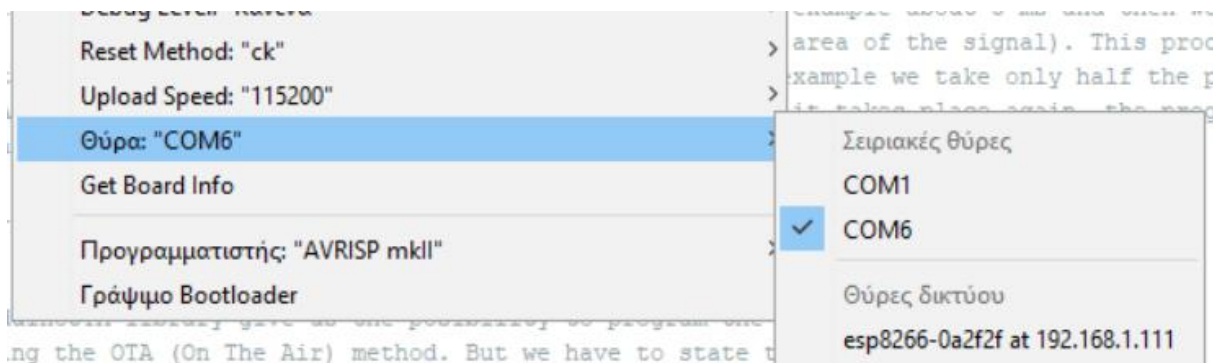 Reset Method: "ck"
Upload Speed: "115200"
Θύρα: "COM6"
Get Board Info
Προγραμματιστής: "AVRISP mkII"
Γράψιμο Bootloader
Σειριακές θύρες
COM1
COM6
Θύρες δικτύου
esp8266-0a2f2f at 192.168.1.111
area of the signal). This proc
example we take only half the p
ng the OTA (On The Air) method. But we have to state t